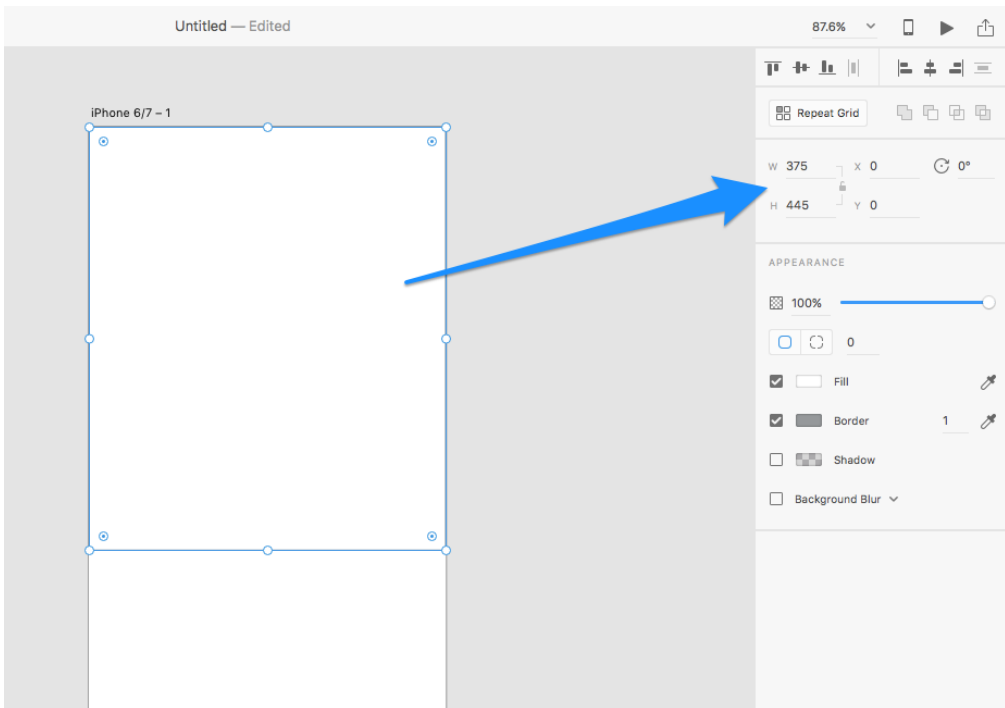 Untitled — Edited
87.6%
iPhone 6/7 – 1
Repeat Grid
W 375 X 0 0°
H 445 Y 0
APPEARANCE
100%
0
Fill
Border 1
Shadow
Background Blur